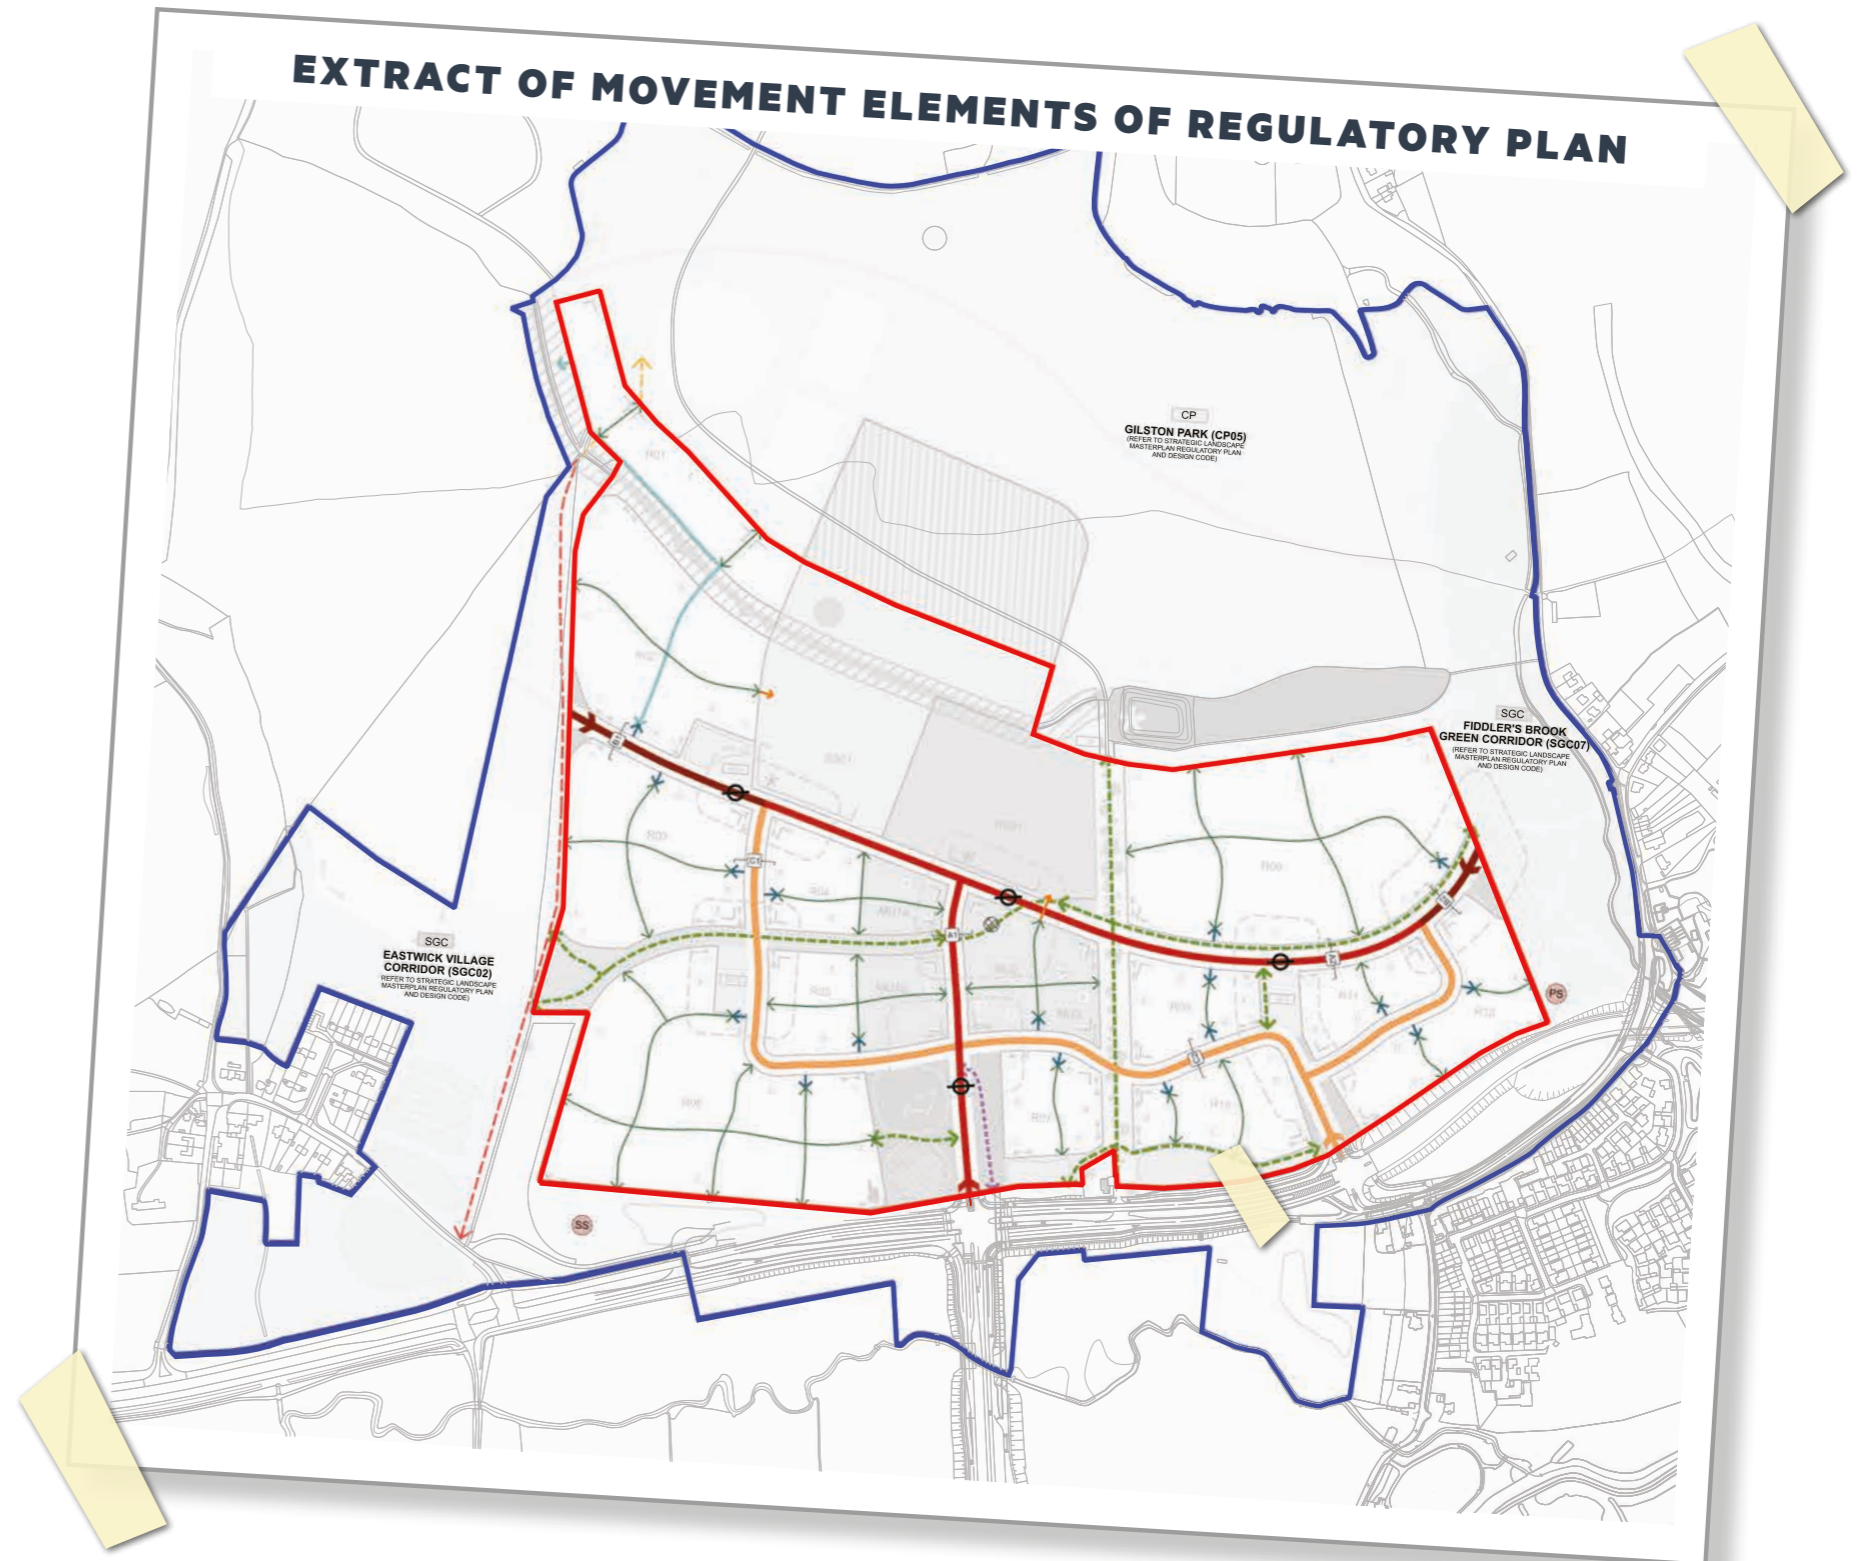 EXTRACT OF MOVEMENT ELEMENTS OF REGULATORY PLAN
CP
GILSTON PARK (CP05)
(REFER TO STRATEGIC LANDSCAPE
MASTERPLAN REGULATORY PLAN
AND DESIGN CODE)
SGC
FIDDLER'S BROOK
GREEN CORRIDOR (SGC07)
(REFER TO STRATEGIC LANDSCAPE
MASTERPLAN REGULATORY PLAN
AND DESIGN CODE)
C1
A1
SGC
EASTWICK VILLAGE
CORRIDOR (SGC02)
REFER TO STRATEGIC LANDSCAPE
MASTERPLAN REGULATORY PLAN
AND DESIGN CODE)
PS
SS